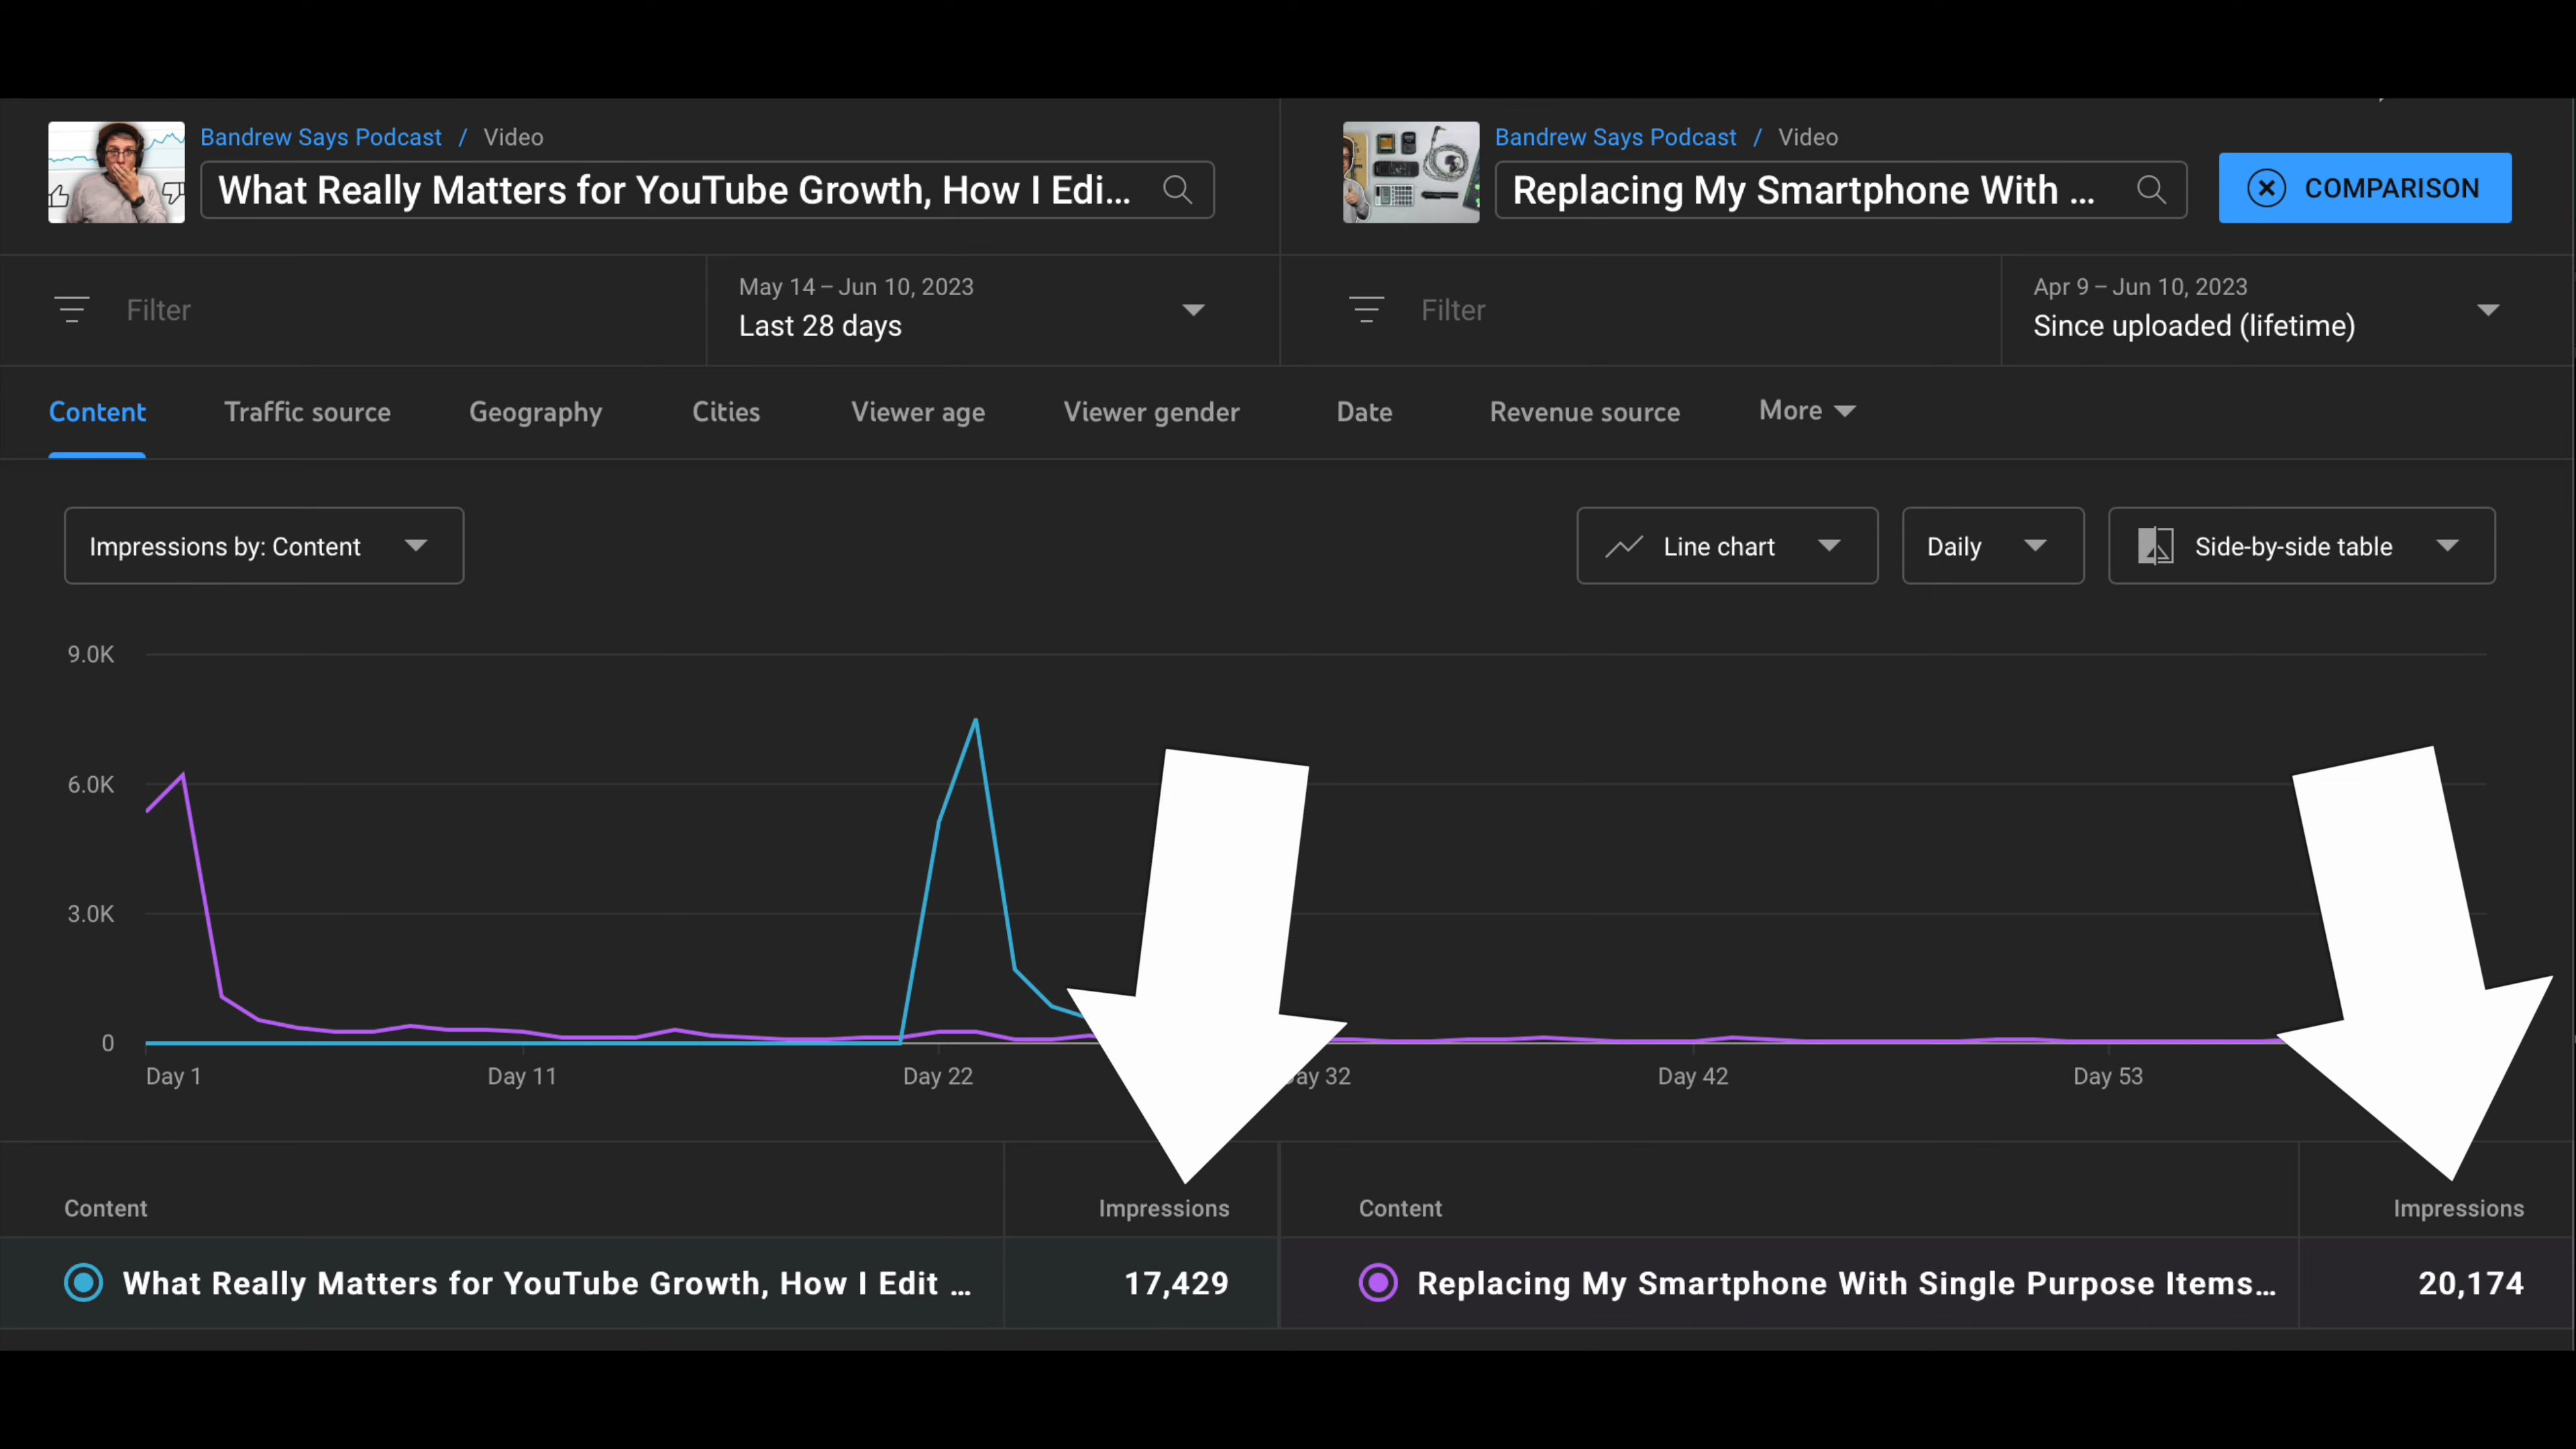 Bandrew Says Podcast / Video
What Really Matters for YouTube Growth, How I Edi...
Bandrew Says Podcast / Video
Replacing My Smartphone With ...
COMPARISON
Filter
May 14 – Jun 10, 2023
Last 28 days
Filter
Apr 9 – Jun 10, 2023
Since uploaded (lifetime)
Content Traffic source Geography Cities Viewer age Viewer gender Date Revenue source More
Impressions by: Content
Line chart
Daily
Side-by-side table
9.0K
6.0K
3.0K
0
Day 1 Day 11 Day 22 ay 32 Day 42 Day 53
Content Impressions Content Impressions
What Really Matters for YouTube Growth, How I Edit ... 17,429
Replacing My Smartphone With Single Purpose Items... 20,174